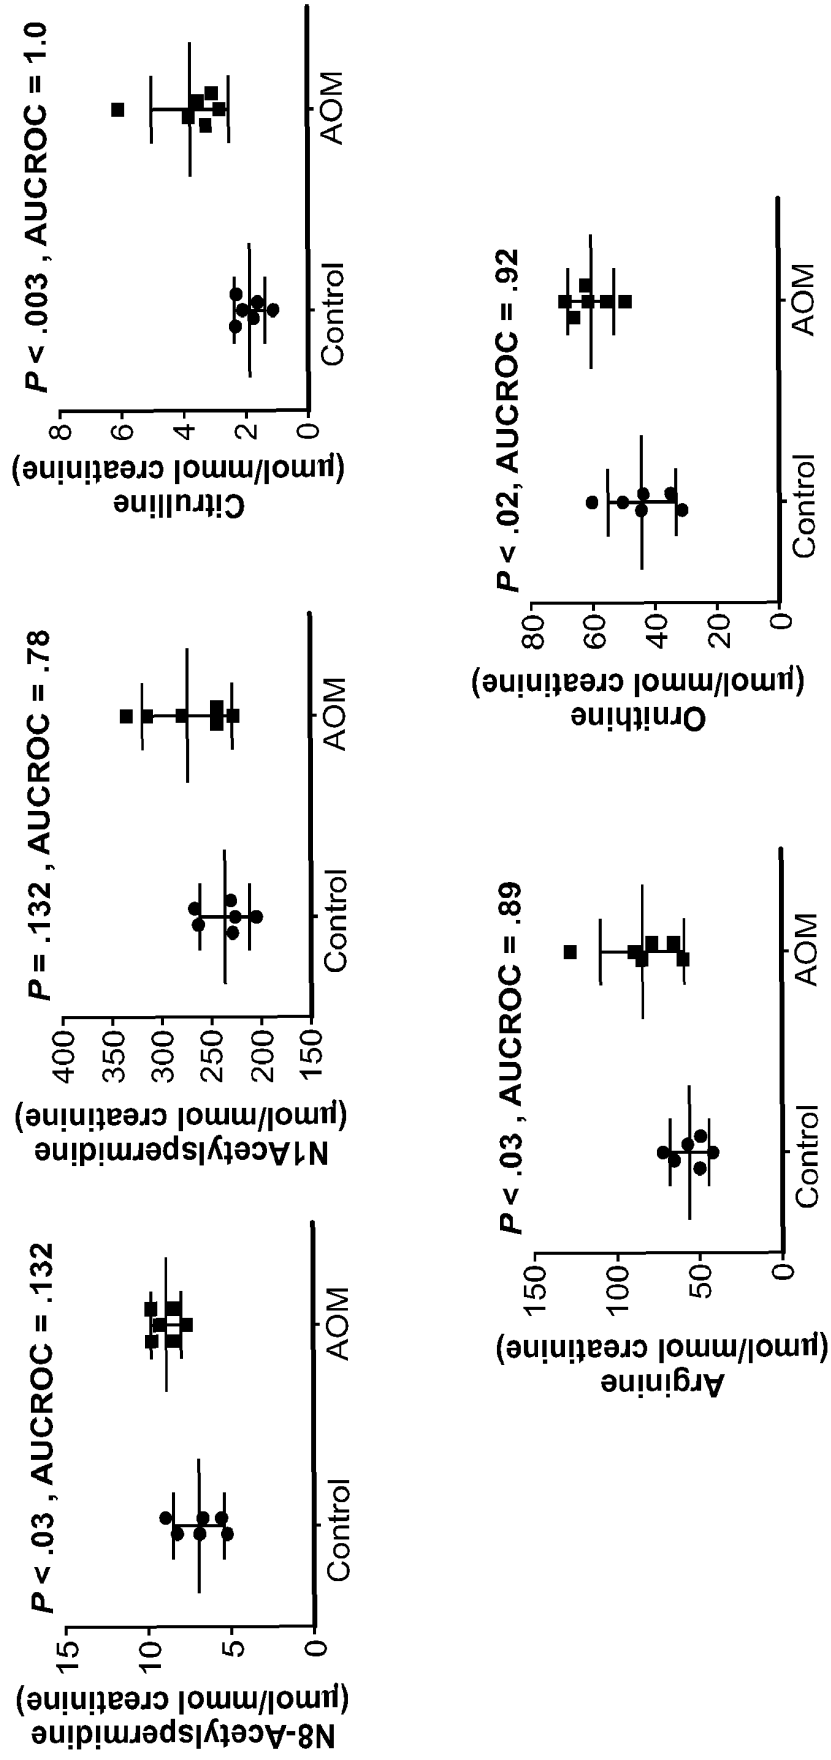 P < .03 , AUCROC = .132
N8-Acetylspermidine
(μmol/mmol creatinine)
15
10
5
0
Control
AOM
P = .132 , AUCROC = .78
N1Acetylspermidine
(μmol/mmol creatinine)
400
350
300
250
200
150
Control
AOM
P < .003 , AUCROC = 1.0
Citrulline
(μmol/mmol creatinine)
8
6
4
2
0
Control
AOM
P < .03 , AUCROC = .89
Arginine
(μmol/mmol creatinine)
150
100
50
0
Control
AOM
P < .02, AUCROC = .92
Ornithine
(μmol/mmol creatinine)
80
60
40
20
0
Control
AOM